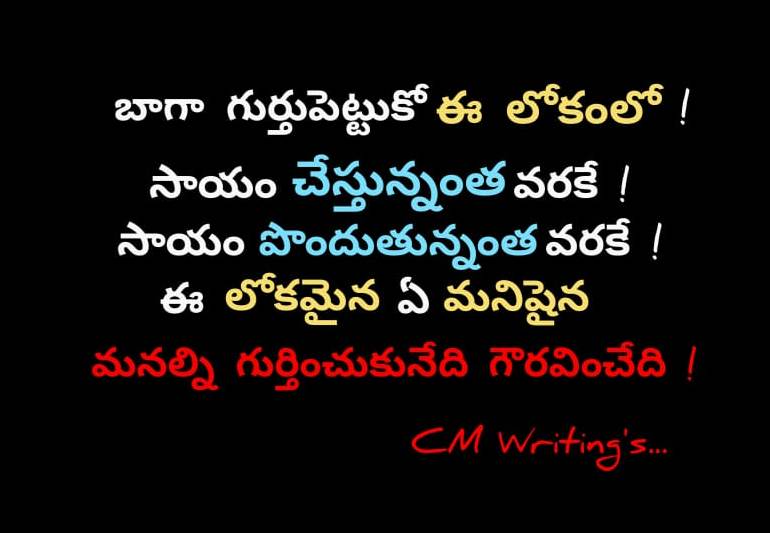 బాగా గుర్తుపెట్టుకో ఈ లోకంలో !
సాయం చేస్తున్నంత వరకే !
సాయం పొందుతున్నంత వరకే !
ఈ లోకమైన ఏ మనిషైన
మనల్ని గుర్తించుకునేది గౌరవించేది !
CM Writing's...